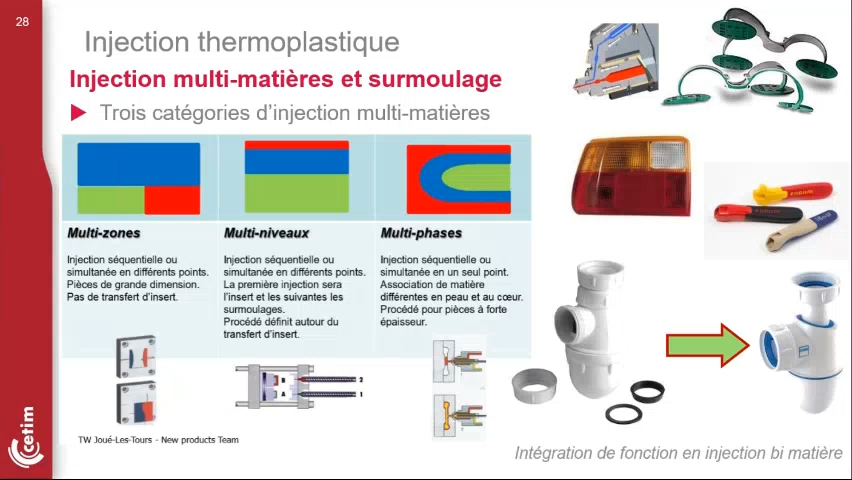 28
Injection thermoplastique
Injection multi-matières et surmoulage
Trois catégories d'injection multi-matières
Multi-zones
Injection séquentielle ou
simultanée en différents points.
Pièces de grande dimension.
Pas de transfert d'insert.
Multi-niveaux
Injection séquentielle ou
simultanée en différents points.
La première injection sera
l'insert et les suivantes les
surmoulages.
Procédé définit autour du
transfert d'insert.
Multi-phases
Injection séquentielle ou
simultanée en un seul point.
Association de matière
différentes en peau et au cœur.
Procédé pour pièces à forte
épaisseur.
B
A
2
1
TW Joué-Les-Tours - New products Team
cetim
Intégration de fonction en injection bi matière